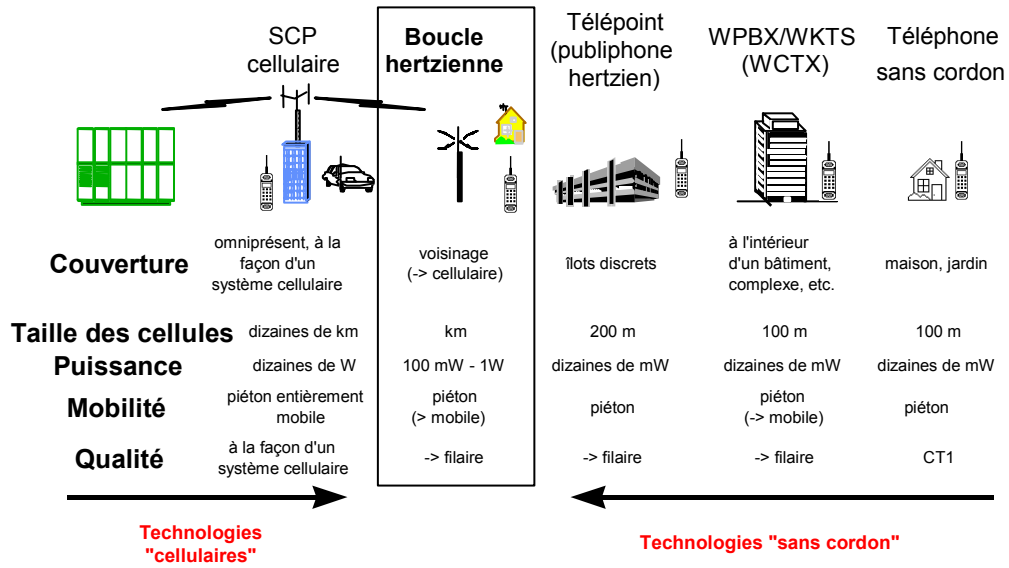 SCP
cellulaire
Boucle
hertzienne
Télépoint
(publiphone
hertzien)
WPBX/WKTS
(WCTX)
Téléphone
sans cordon
Couverture
omniprésent, à la
façon d'un
système cellulaire
voisinage
(-> cellulaire)
îlots discrets
à l'intérieur
d'un bâtiment,
complexe, etc.
maison, jardin
Taille des cellules
dizaines de km
km
200 m
100 m
100 m
Puissance
dizaines de W
100 mW - 1W
dizaines de mW
dizaines de mW
dizaines de mW
Mobilité
piéton entièrement
mobile
piéton
(> mobile)
piéton
piéton
(-> mobile)
piéton
Qualité
à la façon d'un
système cellulaire
-> filaire
-> filaire
-> filaire
CT1
Technologies
"cellulaires"
Technologies "sans cordon"